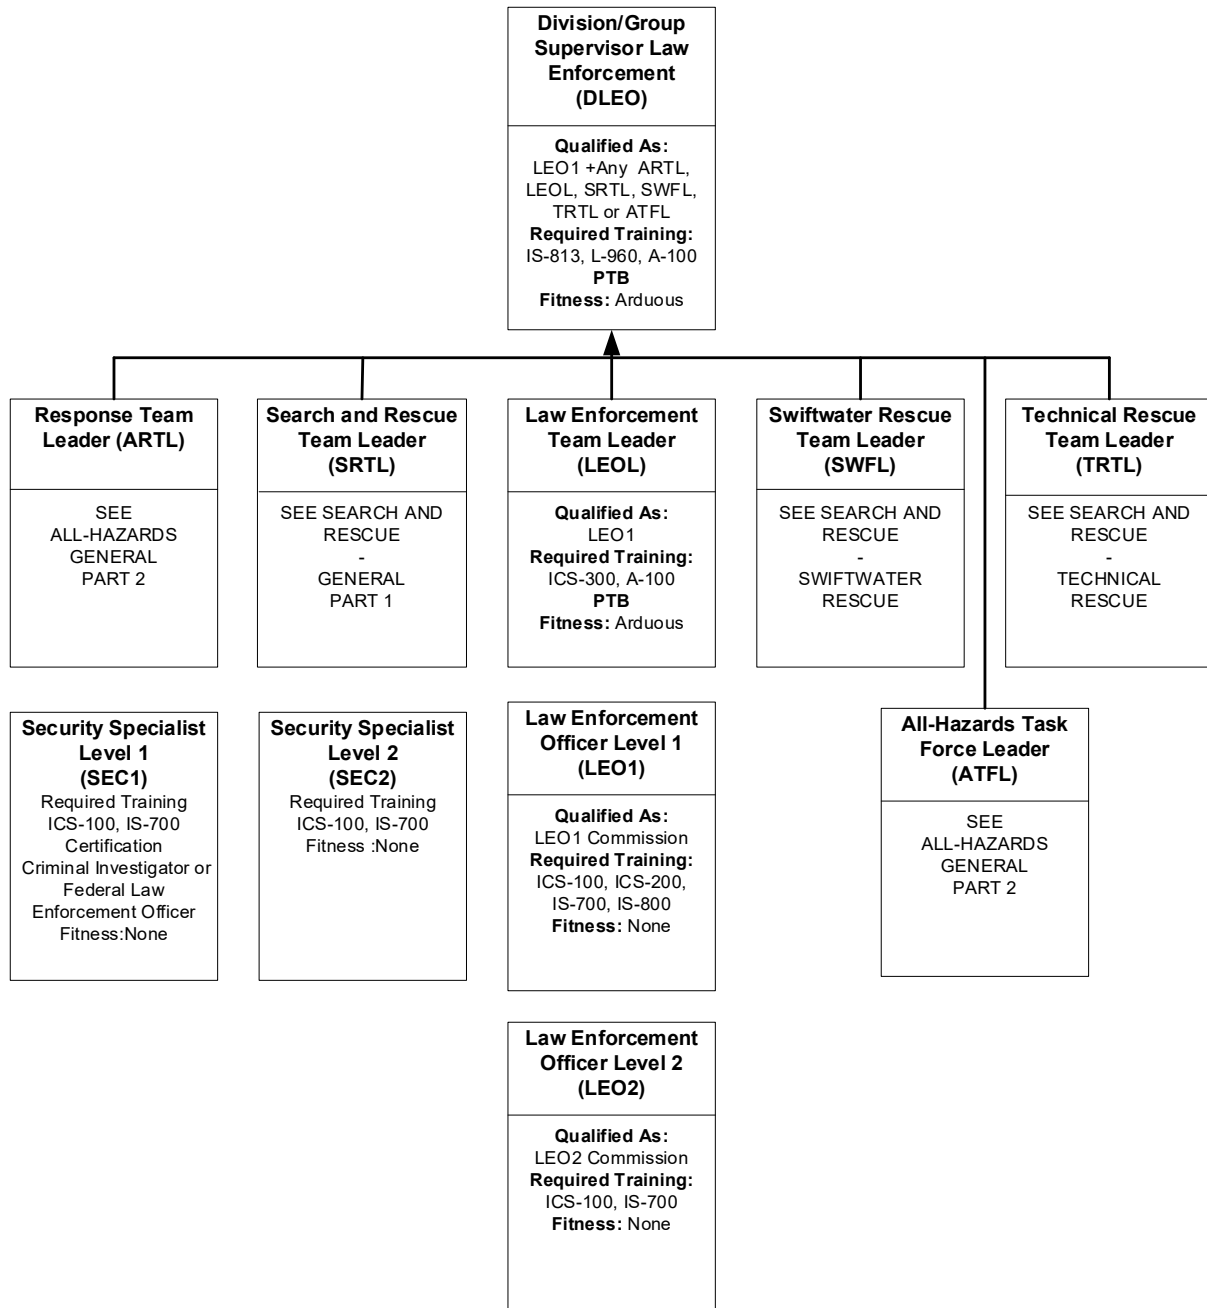 Division/Group
Supervisor Law
Enforcement
(DLEO)
Qualified As:
LEO1 +Any  ARTL,
LEOL, SRTL, SWFL,
TRTL or ATFL
Required Training:
IS-813, L-960, A-100
PTB
Fitness: Arduous
Response Team
Leader (ARTL)
SEE
ALL-HAZARDS
GENERAL
PART 2
Search and Rescue
Team Leader
(SRTL)
SEE SEARCH AND
RESCUE
-
GENERAL
PART 1
Law Enforcement
Team Leader
(LEOL)
Qualified As:
LEO1
Required Training:
ICS-300, A-100
PTB
Fitness: Arduous
Swiftwater Rescue
Team Leader
(SWFL)
SEE SEARCH AND
RESCUE
-
SWIFTWATER
RESCUE
Technical Rescue
Team Leader
(TRTL)
SEE SEARCH AND
RESCUE
-
TECHNICAL
RESCUE
Security Specialist
Level 1
(SEC1)
Required Training
ICS-100, IS-700
Certification
Criminal Investigator or
Federal Law
Enforcement Officer
Fitness:None
Security Specialist
Level 2
(SEC2)
Required Training
ICS-100, IS-700
Fitness :None
Law Enforcement
Officer Level 1
(LEO1)
Qualified As:
LEO1 Commission
Required Training:
ICS-100, ICS-200,
IS-700, IS-800
Fitness: None
All-Hazards Task
Force Leader
(ATFL)
SEE
ALL-HAZARDS
GENERAL
PART 2
Law Enforcement
Officer Level 2
(LEO2)
Qualified As:
LEO2 Commission
Required Training:
ICS-100, IS-700
Fitness: None